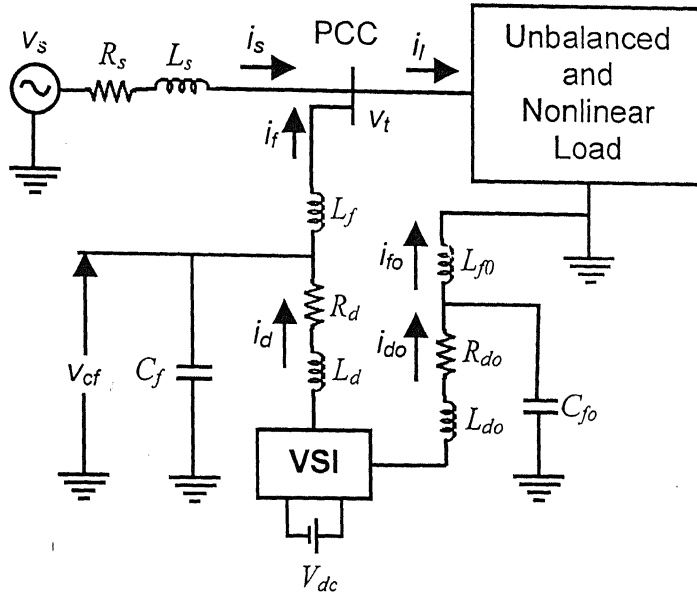 vs
Rs
Ls
is
PCC
il
Unbalanced
and
Nonlinear
Load
vt
if
Lf
ifo
Lf0
Rd
id
ido
Rdo
vcf
Cf
Ld
Ldo
Cfo
VSI
Vdc